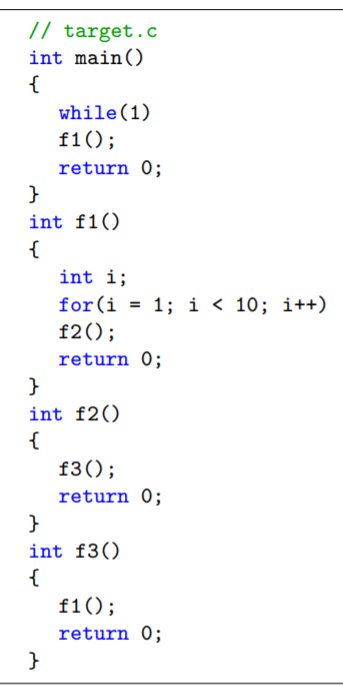 // target.c
int main()
{
while(1)
f1();
return 0;
}
int f1()
{
int i;
for(i = 1; i < 10; i++)
f2();
return 0;
}
int f2()
{
f3();
return 0;
}
int f3()
{
f1();
return 0;
}